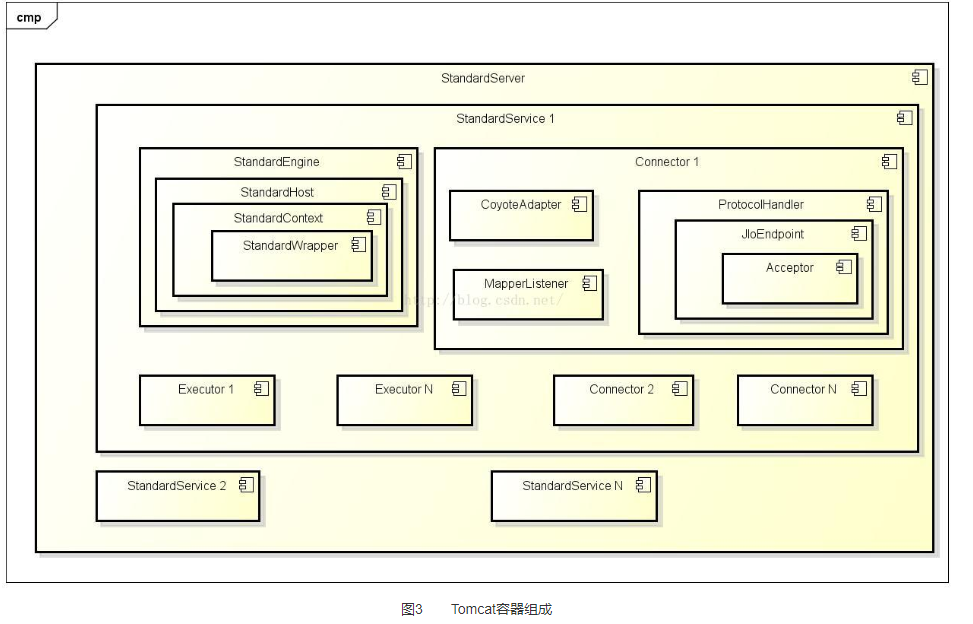 cmp
StandardServer
StandardService 1
StandardEngine
StandardHost
StandardContext
StandardWrapper
Connector 1
CoyoteAdapter
MapperListener
ProtocolHandler
JIoEndpoint
Acceptor
http://blog.csdn.net/
Executor 1
Executor N
Connector 2
Connector N
StandardService 2
StandardService N
图3 Tomcat容器组成